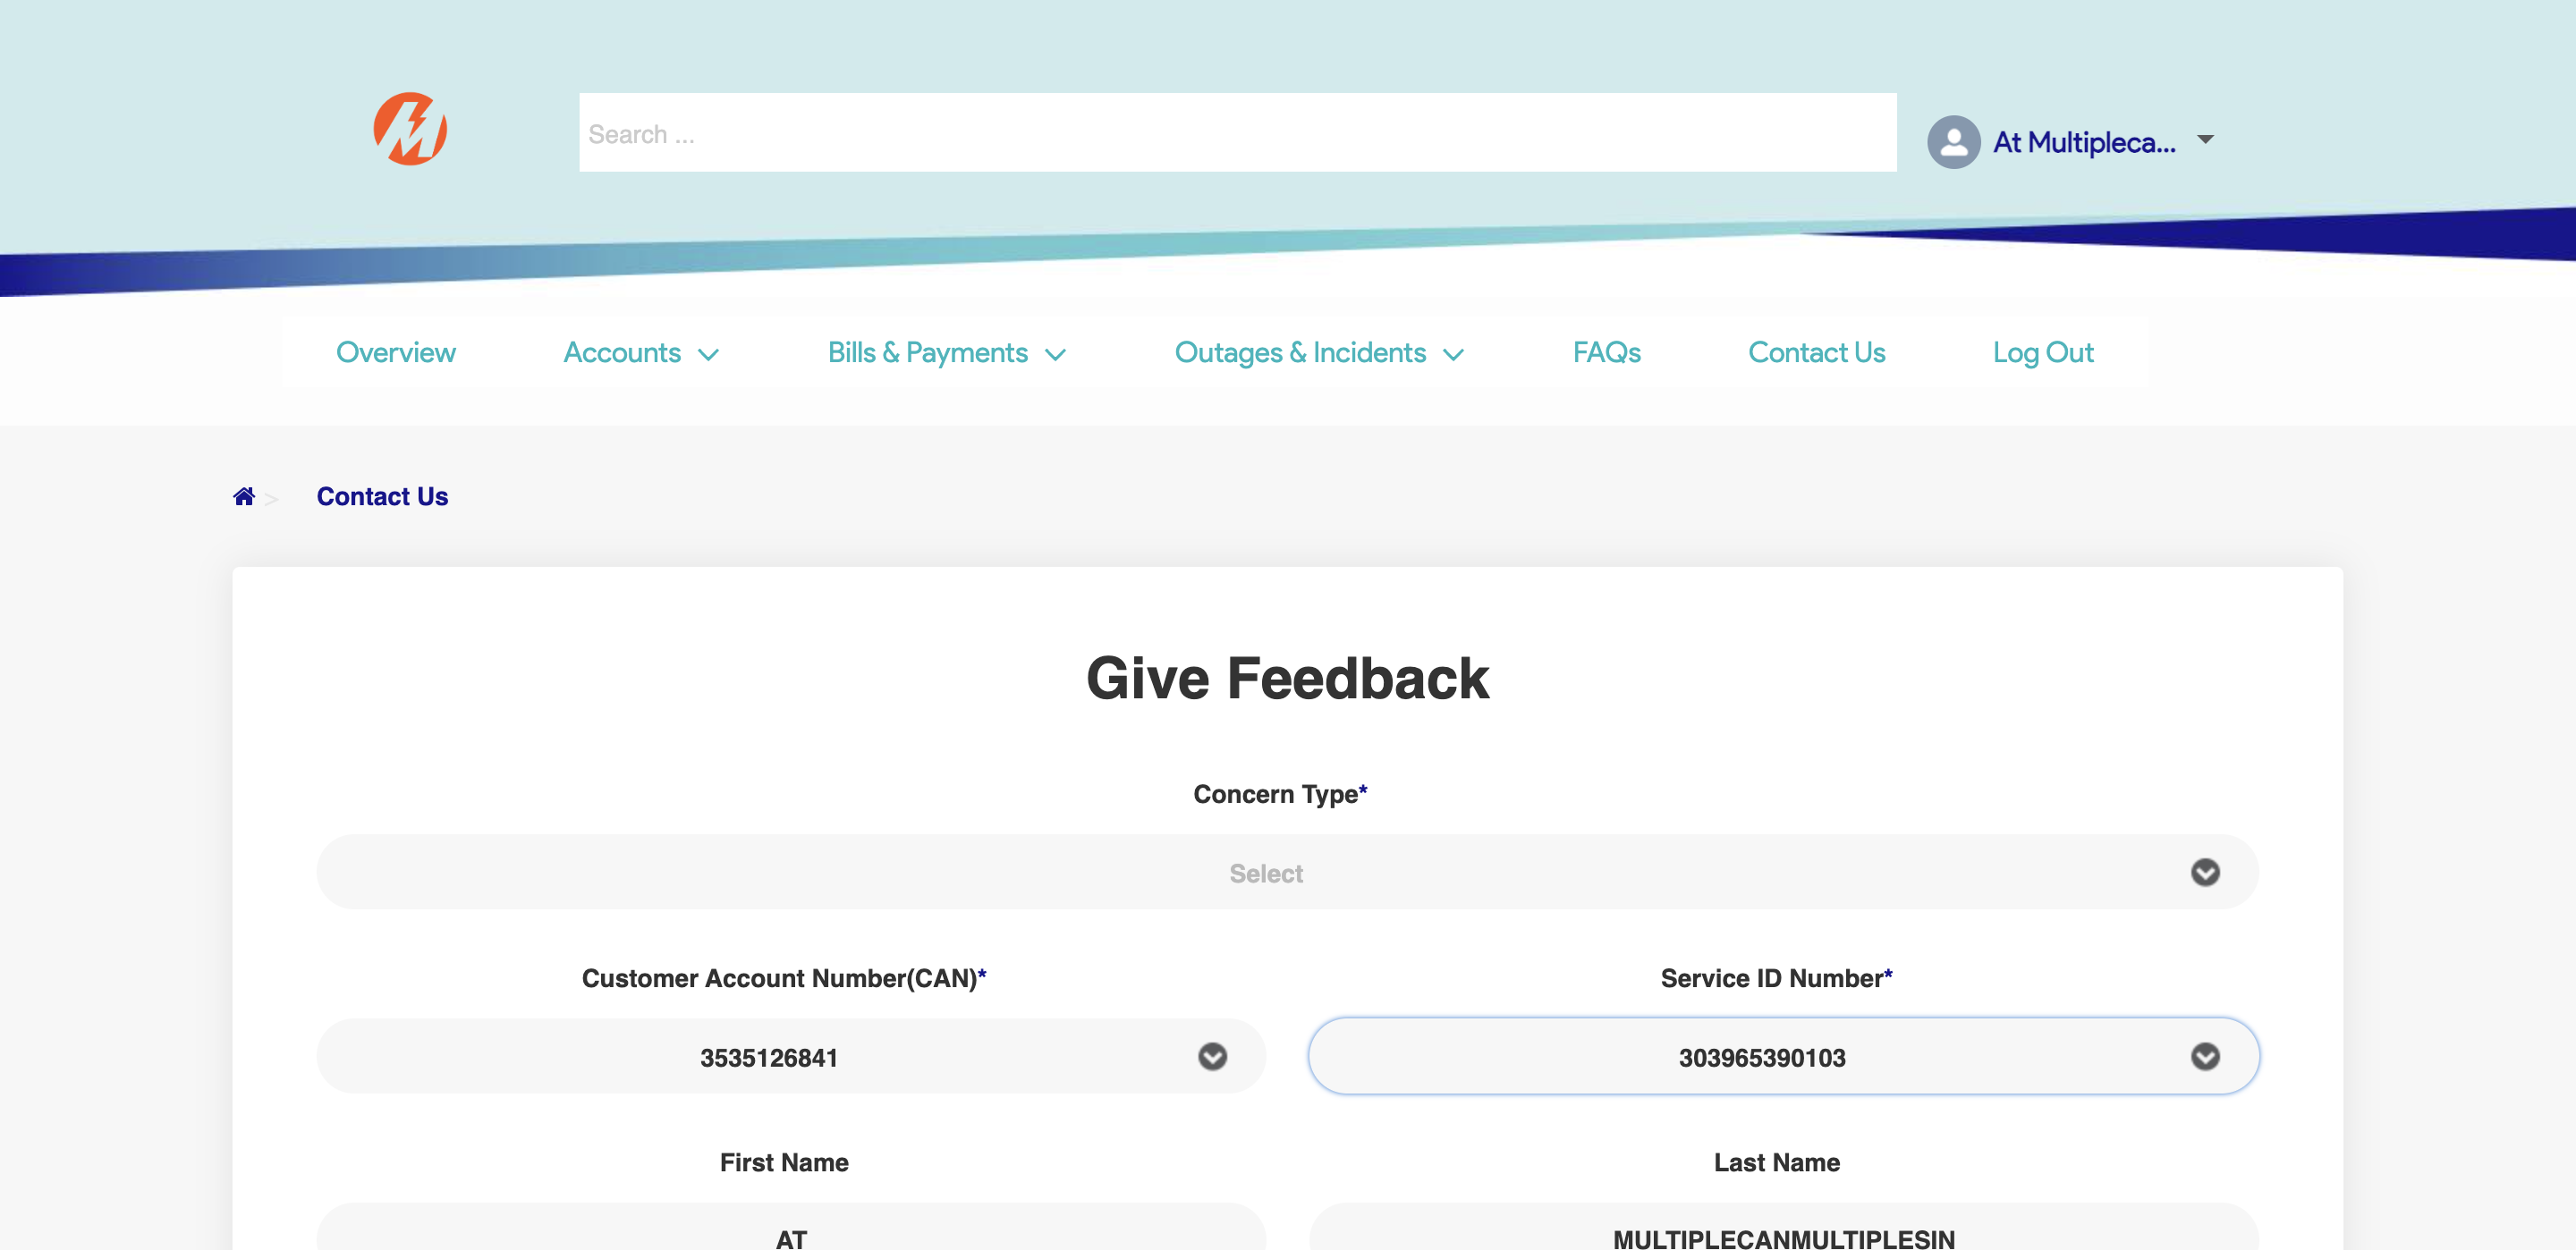 Search ...
At Multipleca...
Overview Accounts Bills & Payments Outages & Incidents FAQs Contact Us Log Out
> Contact Us
Give Feedback
Concern Type*
Select
Customer Account Number(CAN)* Service ID Number*
3535126841 303965390103
First Name Last Name
AT MULTIPLECANMULTIPLESIN